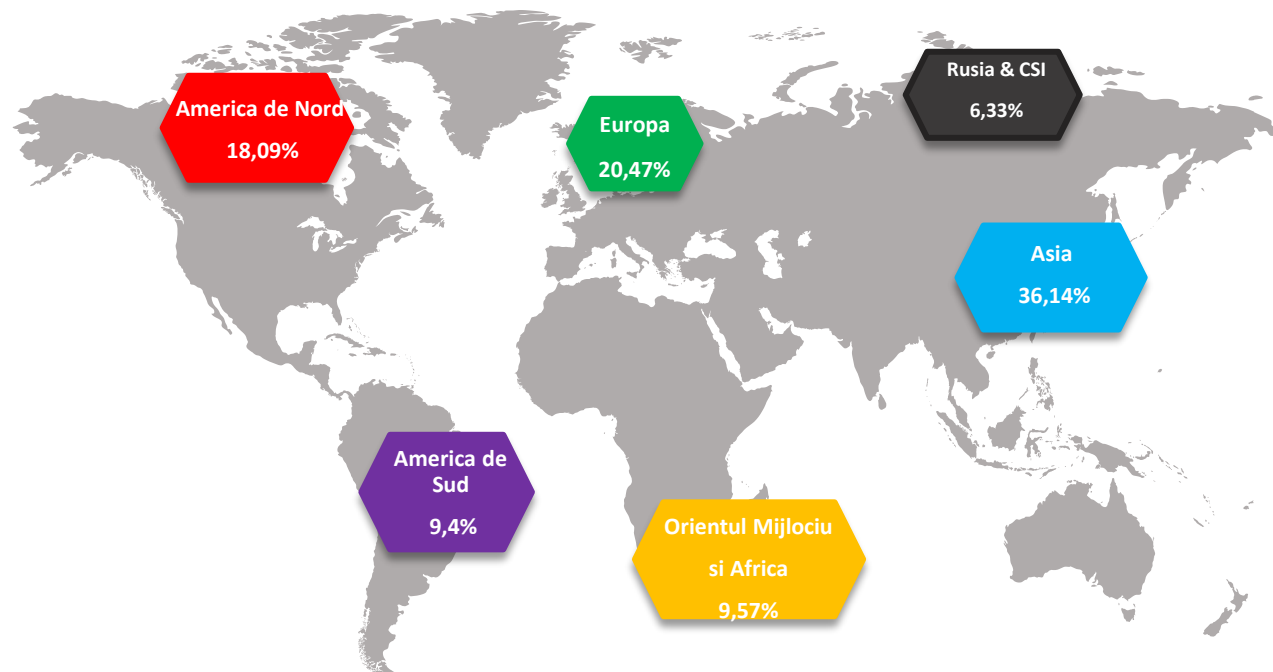 America de Nord
18,09%
Europa
20,47%
Rusia & CSI
6,33%
Asia
36,14%
America de
Sud
9,4%
Orientul Mijlociu
si Africa
9,57%